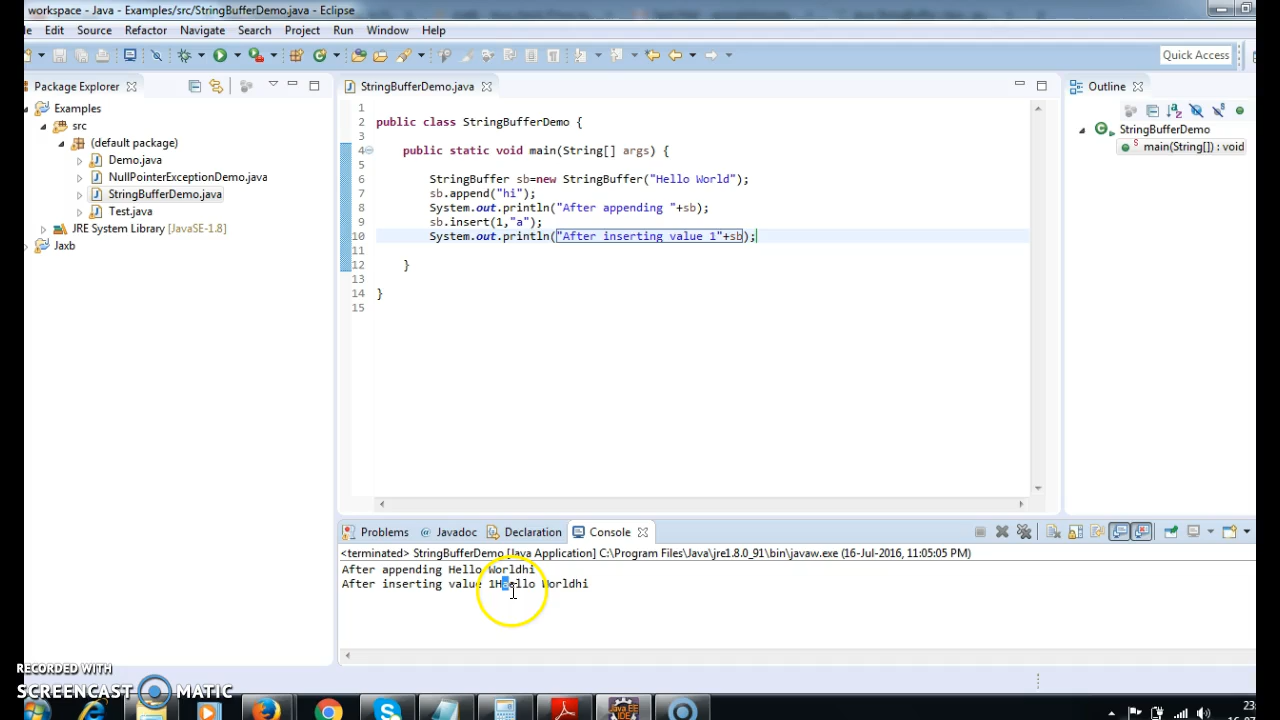 workspace - Java - Examples/src/StringBufferDemo.java - Eclipse
Edit Source Refactor Navigate Search Project Run Window Help
Quick Access
Package Explorer
StringBufferDemo.java
Outline
Examples
src
(default package)
Demo.java
NullPointerExceptionDemo.java
StringBufferDemo.java
Test.java
JRE System Library [JavaSE-1.8]
Jaxb
1
2 public class StringBufferDemo {
3
4 public static void main(String[] args) {
5
6 StringBuffer sb=new StringBuffer("Hello World");
7 sb.append("hi");
8 System.out.println("After appending "+sb);
9 sb.insert(1,"a");
10 System.out.println("After inserting value 1"+sb);
11
12 }
13
14 }
15
StringBufferDemo
main(String[]) : void
Problems Javadoc Declaration Console
<terminated> StringBufferDemo [Java Application] C:\Program Files\Java\jre1.8.0_91\bin\javaw.exe (16-Jul-2016, 11:05:05 PM)
After appending Hello Worldhi
After inserting value 1Haello Worldhi
RECORDED WITH
SCREENCAST MATIC
Java EE
IDE